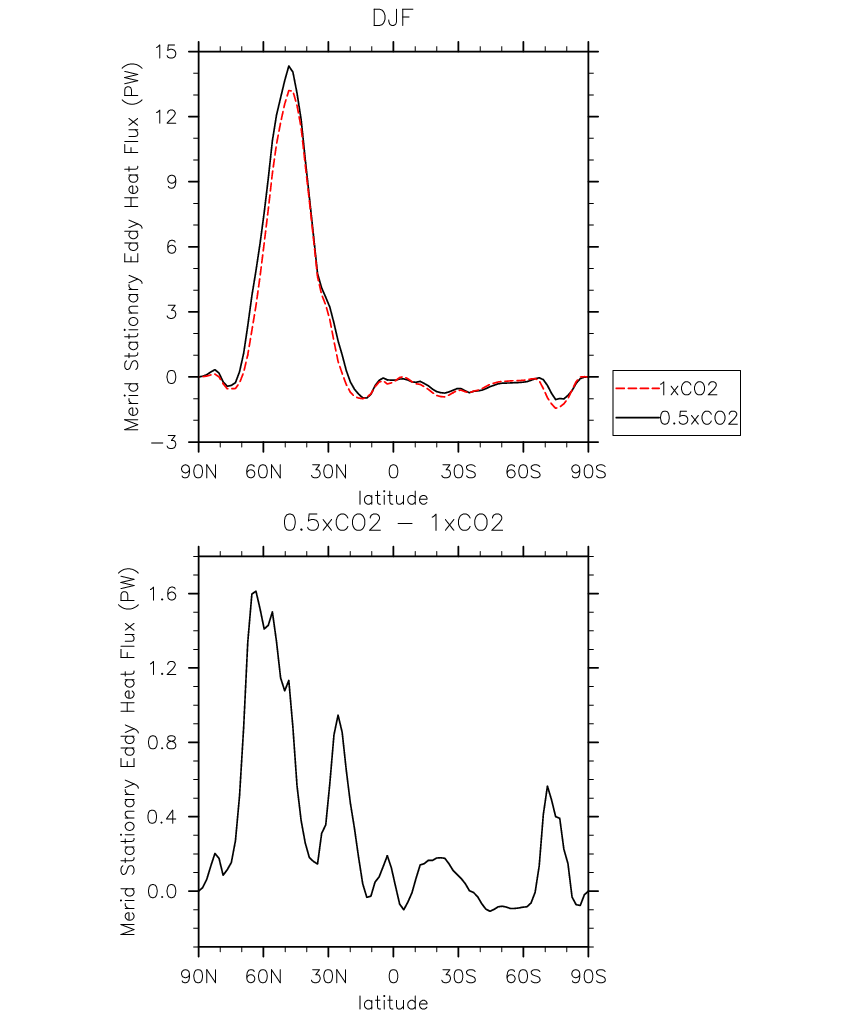 DJF
Merid Stationary Eddy Heat Flux (PW)
15
12
9
6
3
0
−3
90N 60N 30N 0 30S 60S 90S
latitude
1xCO2
0.5xCO2
0.5xCO2 − 1xCO2
Merid Stationary Eddy Heat Flux (PW)
1.6
1.2
0.8
0.4
0.0
90N 60N 30N 0 30S 60S 90S
latitude